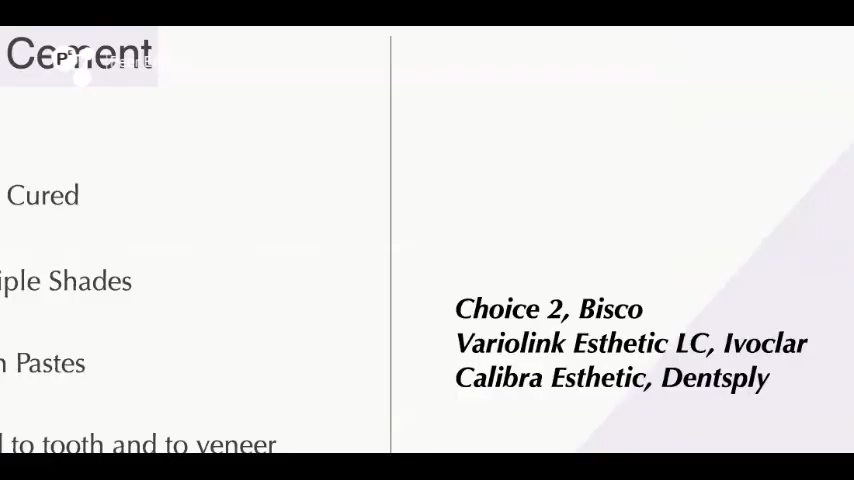 Cement
Cured
iple Shades
n Pastes
l to tooth and to veneer
Choice 2, Bisco
Variolink Esthetic LC, Ivoclar
Calibra Esthetic, Dentsply